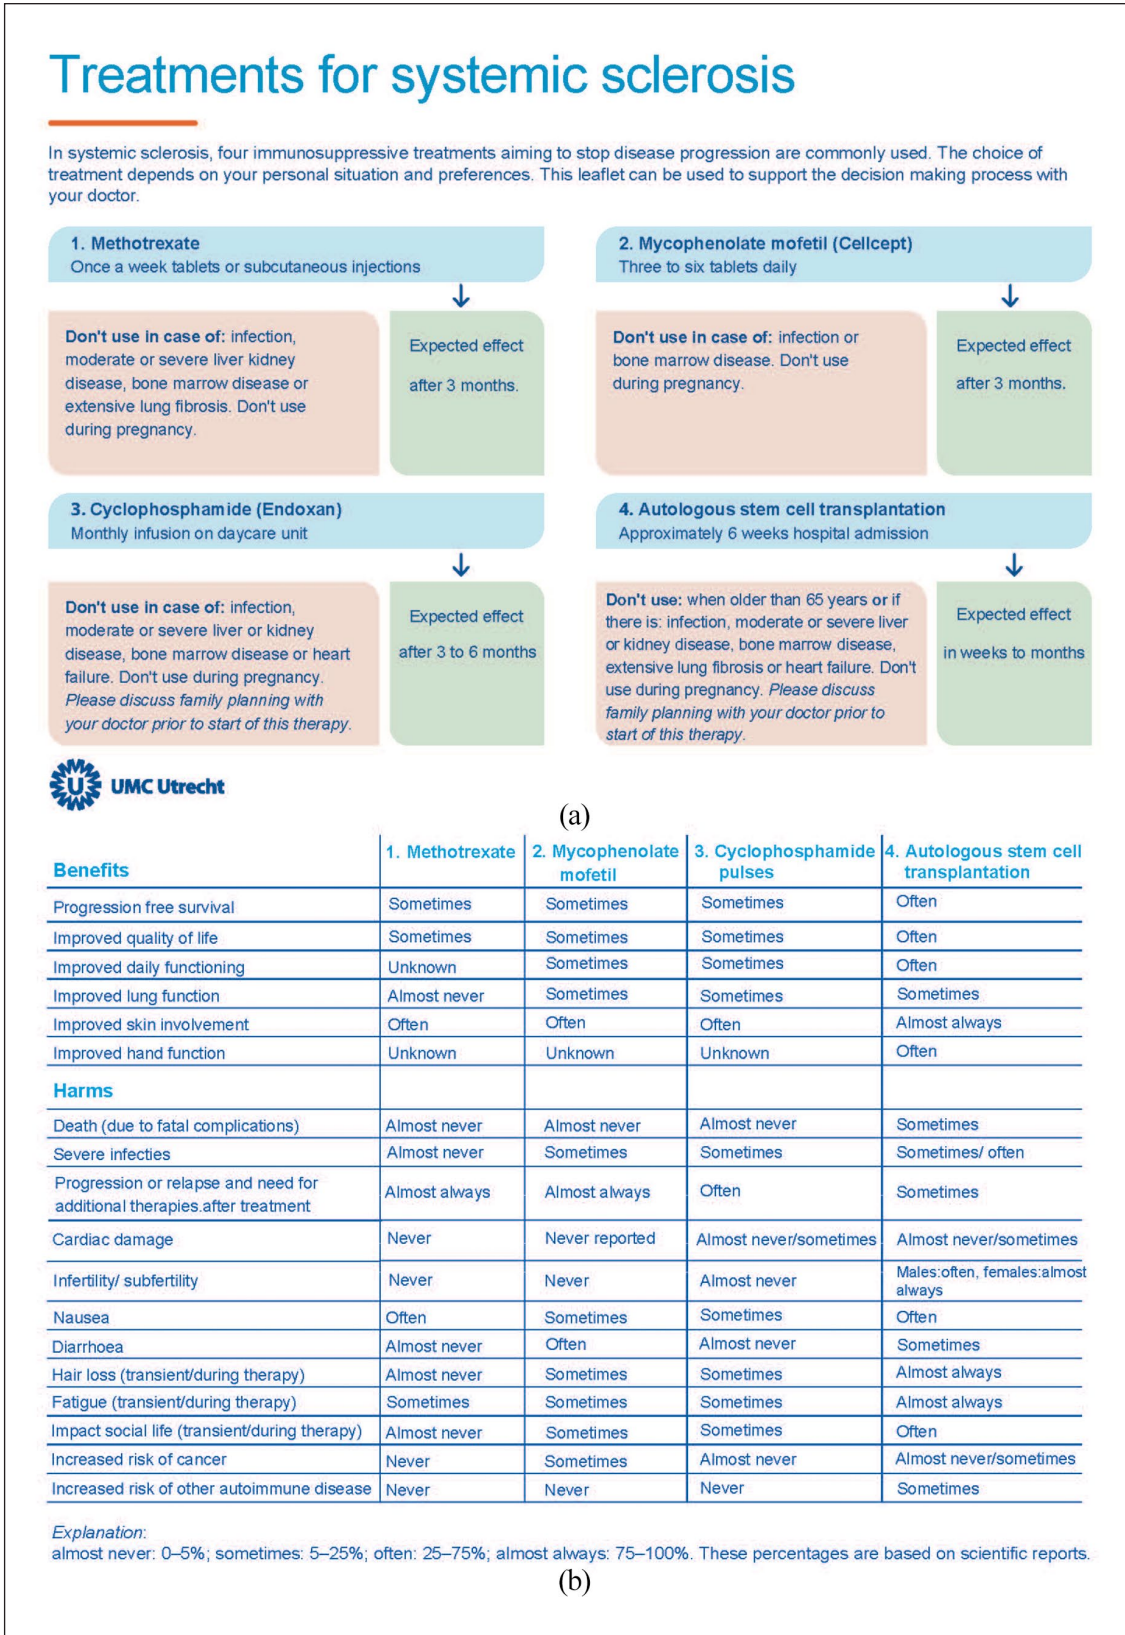 Treatments for systemic sclerosis
In systemic sclerosis, four immunosuppressive treatments aiming to stop disease progression are commonly used. The choice of
treatment depends on your personal situation and preferences. This leaflet can be used to support the decision making process with
your doctor.
1. Methotrexate
Once a week tablets or subcutaneous injections
Don't use in case of: infection,
moderate or severe liver kidney
disease, bone marrow disease or
extensive lung fibrosis. Don't use
during pregnancy.
Expected effect
after 3 months.
2. Mycophenolate mofetil (Cellcept)
Three to six tablets daily
Don't use in case of: infection or
bone marrow disease. Don't use
during pregnancy.
Expected effect
after 3 months.
3. Cyclophosphamide (Endoxan)
Monthly infusion on daycare unit
Don't use in case of: infection,
moderate or severe liver or kidney
disease, bone marrow disease or heart
failure. Don't use during pregnancy.
Please discuss family planning with
your doctor prior to start of this therapy.
Expected effect
after 3 to 6 months
4. Autologous stem cell transplantation
Approximately 6 weeks hospital admission
Don't use: when older than 65 years or if
there is: infection, moderate or severe liver
or kidney disease, bone marrow disease,
extensive lung fibrosis or heart failure. Don't
use during pregnancy. Please discuss
family planning with your doctor prior to
start of this therapy.
Expected effect
in weeks to months
U UMC Utrecht
(a)
Benefits 1. Methotrexate 2. Mycophenolate mofetil 3. Cyclophosphamide pulses 4. Autologous stem cell transplantation
Progression free survival Sometimes Sometimes Sometimes Often
Improved quality of life Sometimes Sometimes Sometimes Often
Improved daily functioning Unknown Sometimes Sometimes Often
Improved lung function Almost never Sometimes Sometimes Sometimes
Improved skin involvement Often Often Often Almost always
Improved hand function Unknown Unknown Unknown Often
Harms
Death (due to fatal complications) Almost never Almost never Almost never Sometimes
Severe infecties Almost never Sometimes Sometimes Sometimes/ often
Progression or relapse and need for additional therapies.after treatment Almost always Almost always Often Sometimes
Cardiac damage Never Never reported Almost never/sometimes Almost never/sometimes
Infertility/ subfertility Never Never Almost never Males:often, females:almost always
Nausea Often Sometimes Sometimes Often
Diarrhoea Almost never Often Almost never Sometimes
Hair loss (transient/during therapy) Almost never Sometimes Sometimes Almost always
Fatigue (transient/during therapy) Sometimes Sometimes Sometimes Almost always
Impact social life (transient/during therapy) Almost never Sometimes Sometimes Often
Increased risk of cancer Never Sometimes Almost never Almost never/sometimes
Increased risk of other autoimmune disease Never Never Never Sometimes
Explanation:
almost never: 0–5%; sometimes: 5–25%; often: 25–75%; almost always: 75–100%. These percentages are based on scientific reports.
(b)